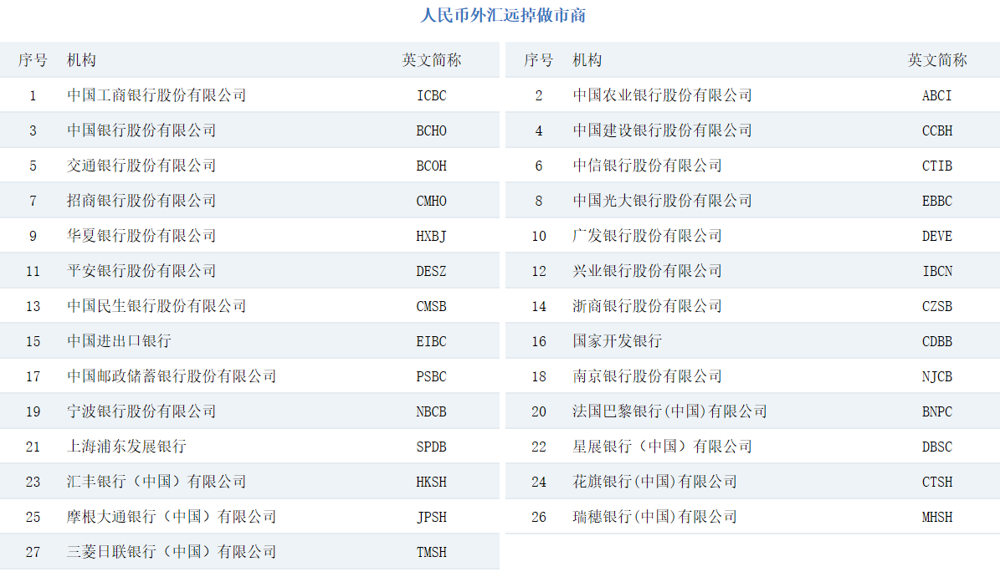 人民币外汇远掉做市商
序号 机构 英文简称 序号 机构 英文简称
1 中国工商银行股份有限公司 ICBC 2 中国农业银行股份有限公司 ABCI
3 中国银行股份有限公司 BCHO 4 中国建设银行股份有限公司 CCBH
5 交通银行股份有限公司 BCOH 6 中信银行股份有限公司 CTIB
7 招商银行股份有限公司 CMHO 8 中国光大银行股份有限公司 EBBC
9 华夏银行股份有限公司 HXBJ 10 广发银行股份有限公司 DEVE
11 平安银行股份有限公司 DESZ 12 兴业银行股份有限公司 IBCN
13 中国民生银行股份有限公司 CMSB 14 浙商银行股份有限公司 CZSB
15 中国进出口银行 EIBC 16 国家开发银行 CDBB
17 中国邮政储蓄银行股份有限公司 PSBC 18 南京银行股份有限公司 NJCB
19 宁波银行股份有限公司 NBCB 20 法国巴黎银行(中国)有限公司 BNPC
21 上海浦东发展银行 SPDB 22 星展银行（中国）有限公司 DBSC
23 汇丰银行（中国）有限公司 HKSH 24 花旗银行(中国)有限公司 CTSH
25 摩根大通银行（中国）有限公司 JPSH 26 瑞穗银行(中国)有限公司 MHSH
27 三菱日联银行（中国）有限公司 TMSH